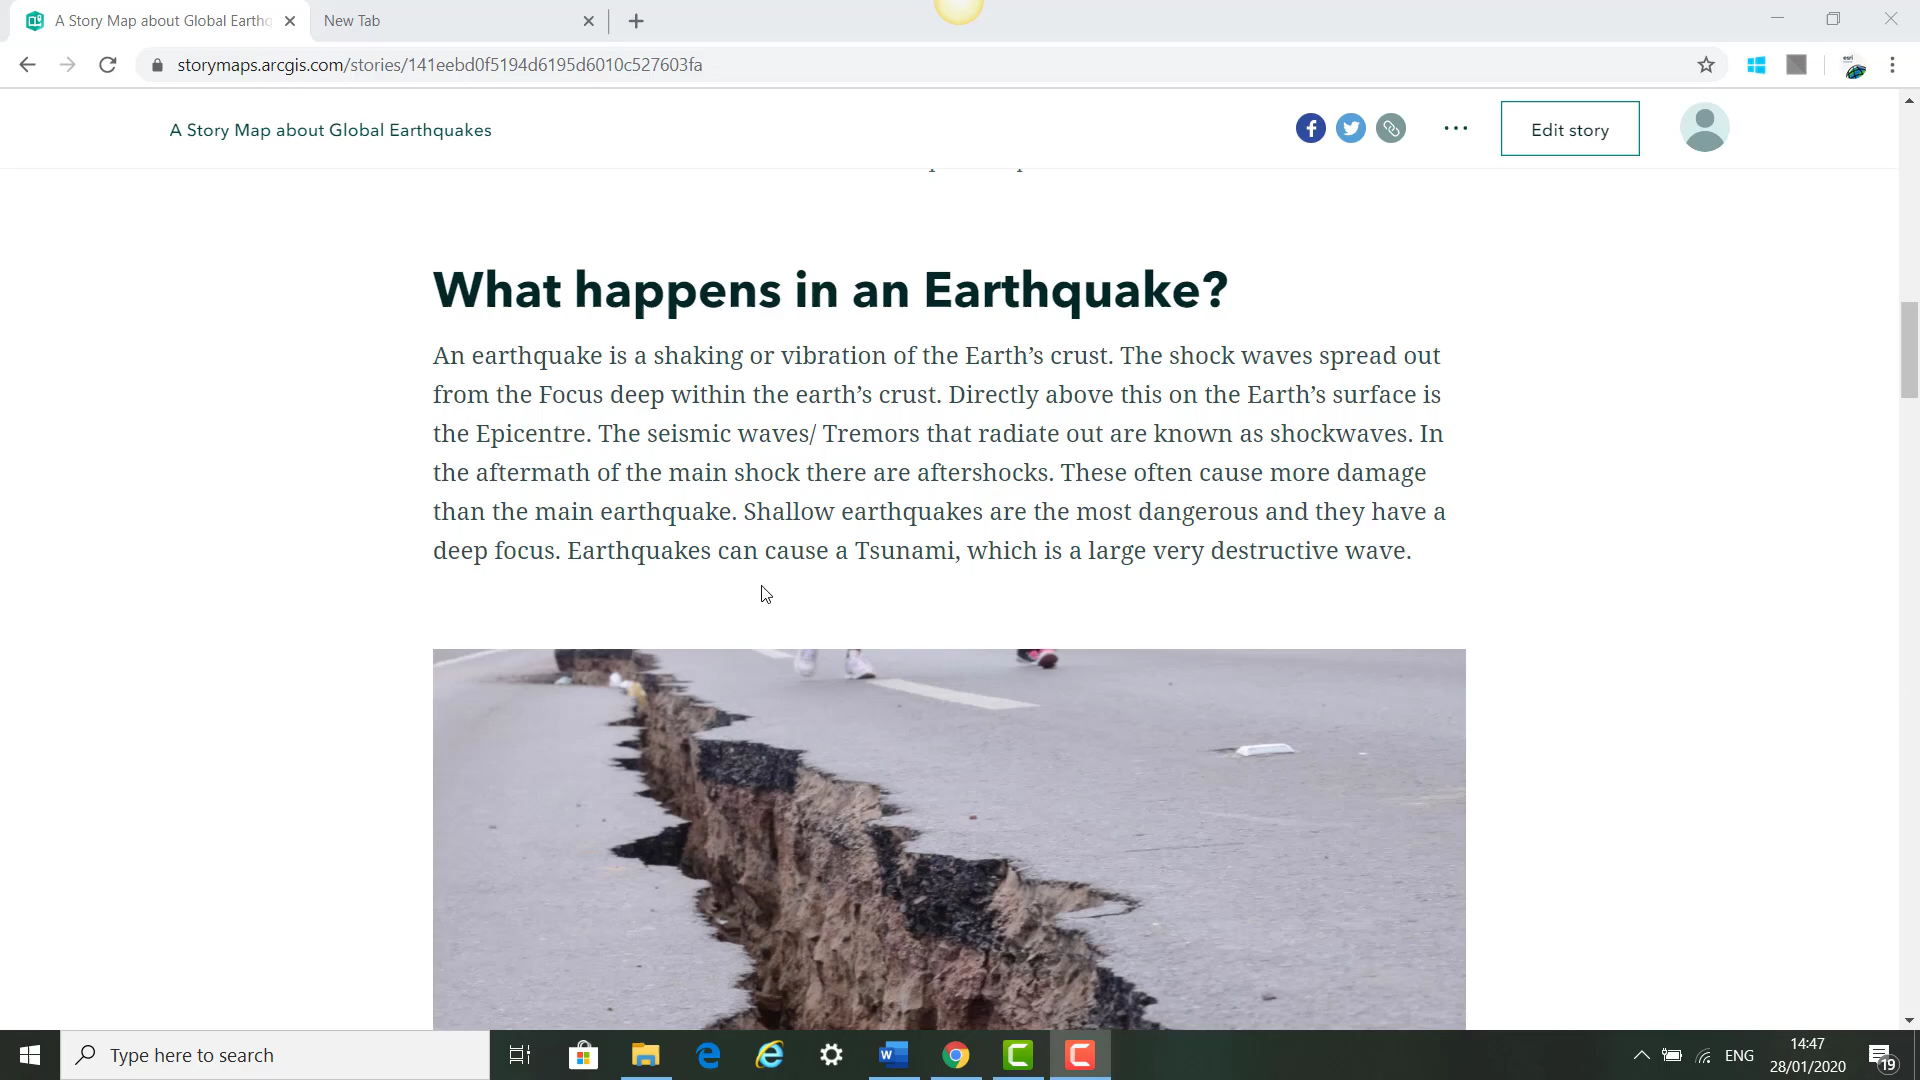 A Story Map about Global Earthq
New Tab
storymaps.arcgis.com/stories/141eebd0f5194d6195d6010c527603fa
esri
A Story Map about Global Earthquakes
Edit story
What happens in an Earthquake?
An earthquake is a shaking or vibration of the Earth’s crust. The shock waves spread out
from the Focus deep within the earth’s crust. Directly above this on the Earth’s surface is
the Epicentre. The seismic waves/ Tremors that radiate out are known as shockwaves. In
the aftermath of the main shock there are aftershocks. These often cause more damage
than the main earthquake. Shallow earthquakes are the most dangerous and they have a
deep focus. Earthquakes can cause a Tsunami, which is a large very destructive wave.
Type here to search
ENG
14:47
28/01/2020
19